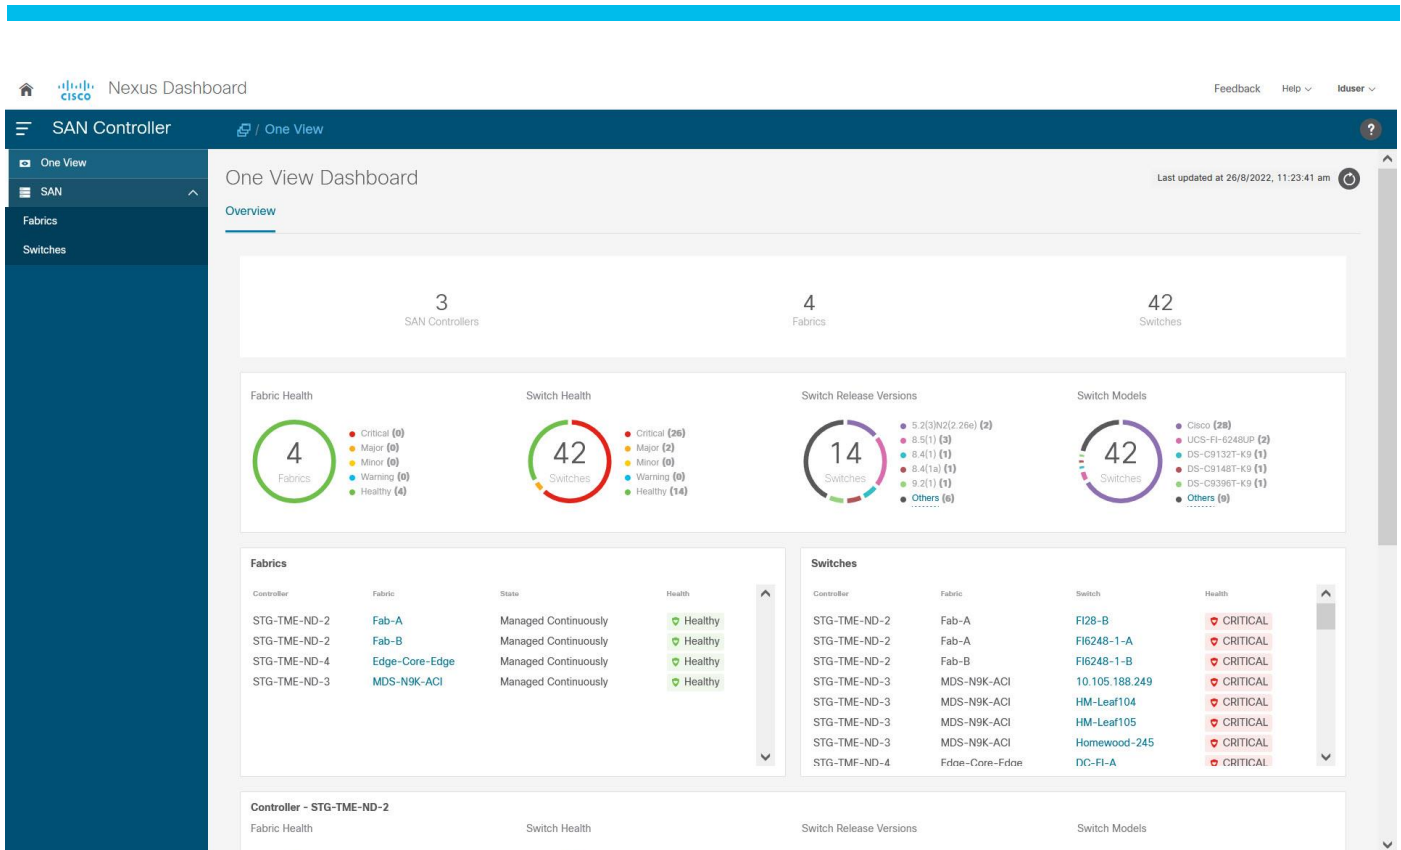 cisco Nexus Dashboard
Feedback Help lduser
SAN Controller
/ One View
?
One View
SAN
Fabrics
Switches
One View Dashboard
Last updated at 26/8/2022, 11:23:41 am
Overview
3
SAN Controllers
4
Fabrics
42
Switches
Fabric Health
4
Fabrics
Critical (0)
Major (0)
Minor (0)
Warning (0)
Healthy (4)
Switch Health
42
Switches
Critical (26)
Major (2)
Minor (0)
Warning (0)
Healthy (14)
Switch Release Versions
14
Switches
5.2(3)N2(2.26e) (2)
8.5(1) (3)
8.4(1) (1)
8.4(1a) (1)
9.2(1) (1)
Others (6)
Switch Models
42
Switches
Cisco (28)
UCS-FI-6248UP (2)
DS-C9132T-K9 (1)
DS-C9148T-K9 (1)
DS-C9396T-K9 (1)
Others (9)
Fabrics
Controller Fabric State Health
STG-TME-ND-2 Fab-A Managed Continuously Healthy
STG-TME-ND-2 Fab-B Managed Continuously Healthy
STG-TME-ND-4 Edge-Core-Edge Managed Continuously Healthy
STG-TME-ND-3 MDS-N9K-ACI Managed Continuously Healthy
Switches
Controller Fabric Switch Health
STG-TME-ND-2 Fab-A FI28-B CRITICAL
STG-TME-ND-2 Fab-A FI6248-1-A CRITICAL
STG-TME-ND-2 Fab-B FI6248-1-B CRITICAL
STG-TME-ND-3 MDS-N9K-ACI 10.105.188.249 CRITICAL
STG-TME-ND-3 MDS-N9K-ACI HM-Leaf104 CRITICAL
STG-TME-ND-3 MDS-N9K-ACI HM-Leaf105 CRITICAL
STG-TME-ND-3 MDS-N9K-ACI Homewood-245 CRITICAL
STG-TME-ND-4 Edge-Core-Edge DC-FI-A CRITICAL
Controller - STG-TME-ND-2
Fabric Health
Switch Health
Switch Release Versions
Switch Models